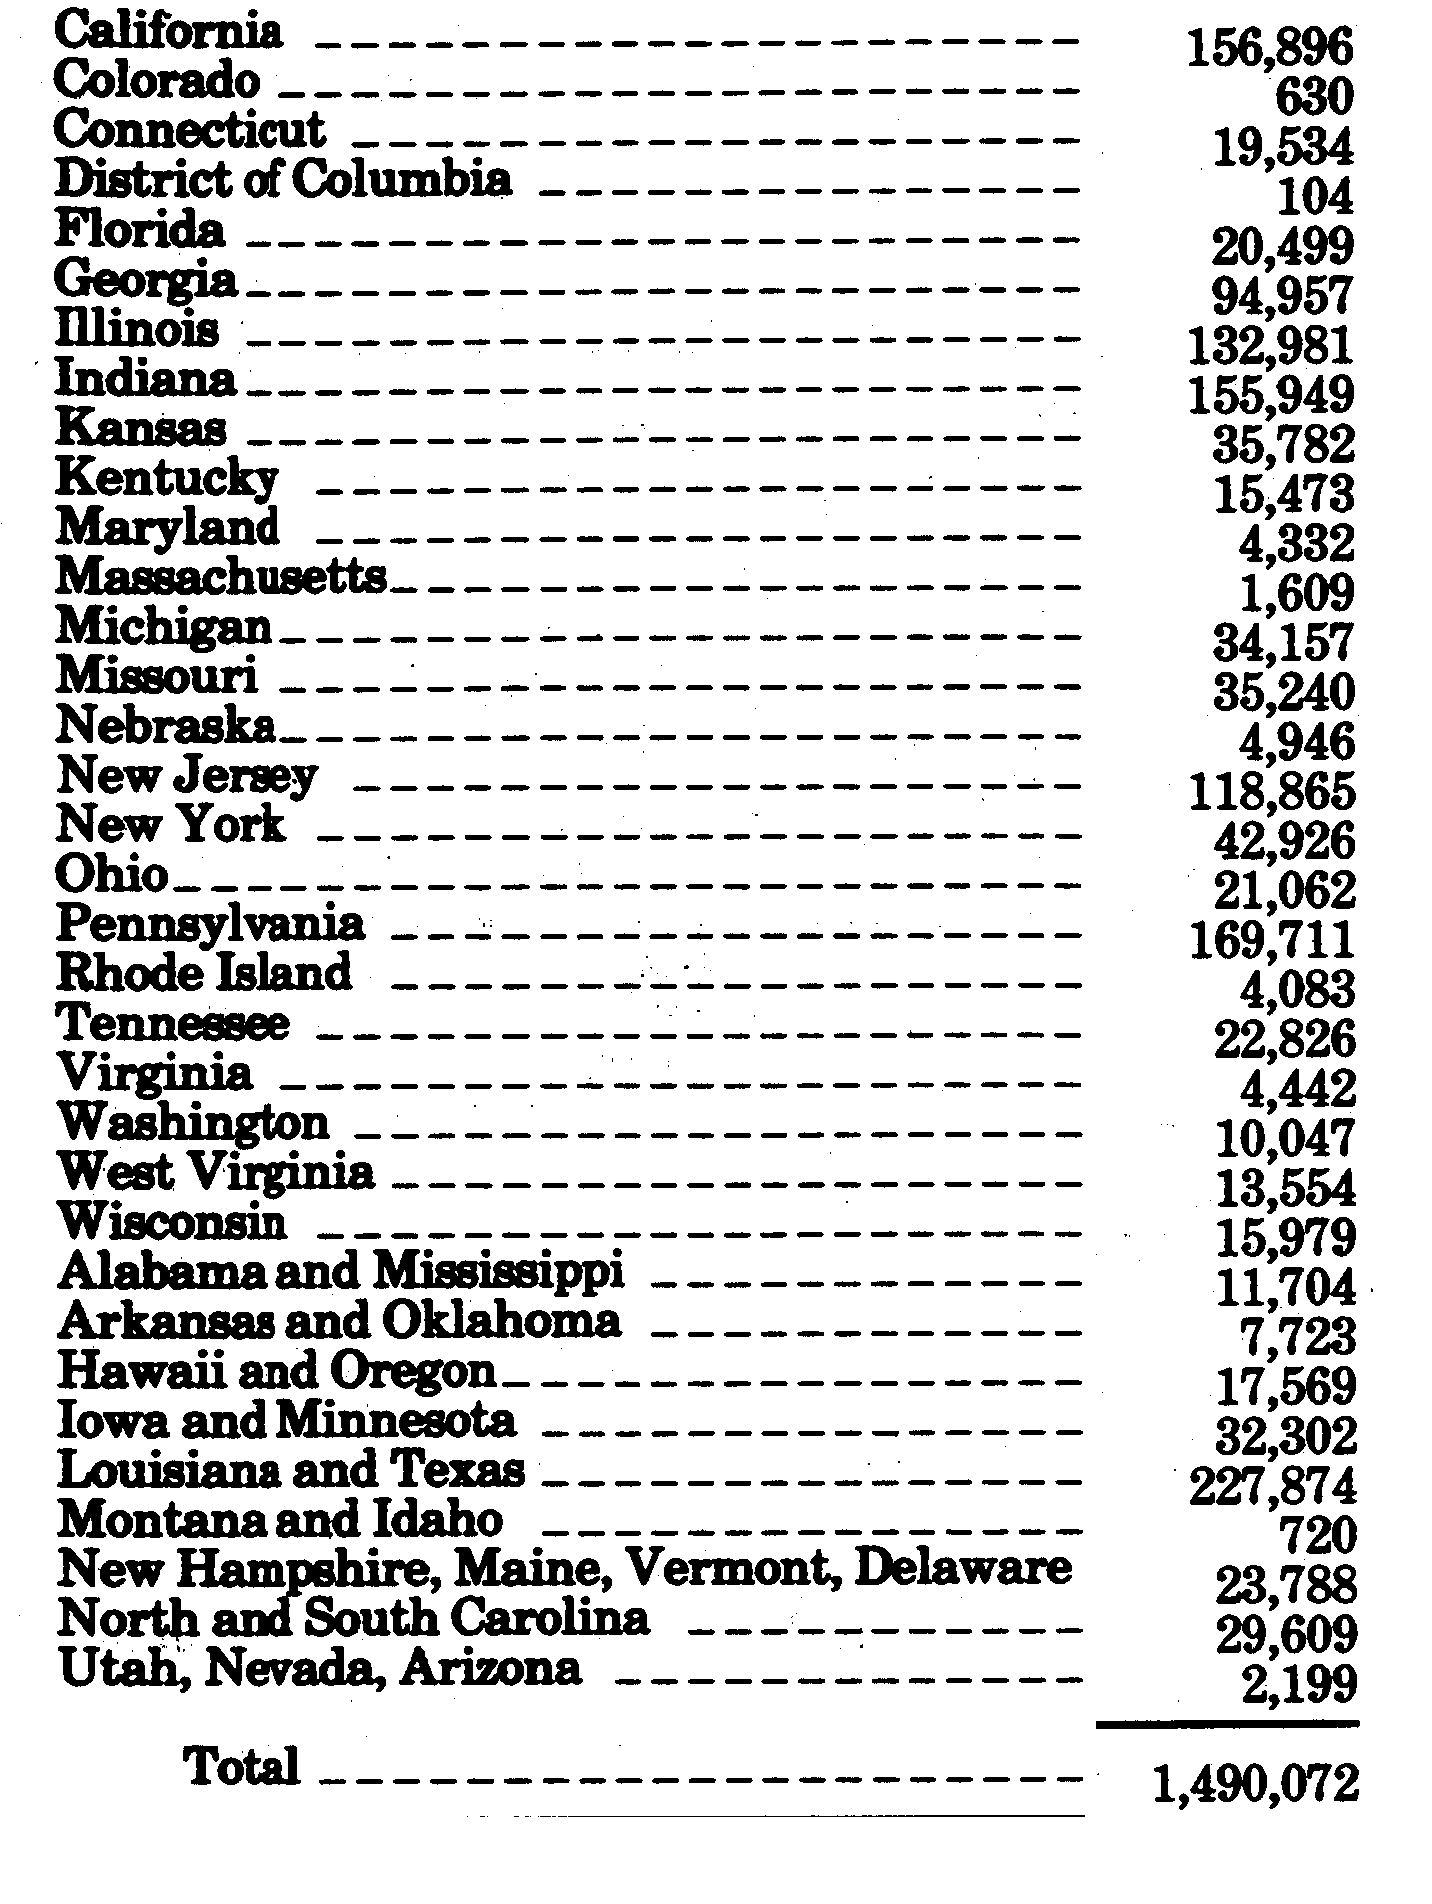 California 156,896
Colorado 630
Connecticut 19,534
District of Columbia 104
Florida 20,499
Georgia 94,957
Illinois 132,981
Indiana 155,949
Kansas 35,782
Kentucky 15,473
Maryland 4,332
Massachusetts 1,609
Michigan 34,157
Missouri 35,240
Nebraska 4,946
New Jersey 118,865
New York 42,926
Ohio 21,062
Pennsylvania 169,711
Rhode Island 4,083
Tennessee 22,826
Virginia 4,442
Washington 10,047
West Virginia 13,554
Wisconsin 15,979
Alabama and Mississippi 11,704
Arkansas and Oklahoma 7,723
Hawaii and Oregon 17,569
Iowa and Minnesota 32,302
Louisiana and Texas 227,874
Montana and Idaho 720
New Hampshire, Maine, Vermont, Delaware 23,788
North and South Carolina 29,609
Utah, Nevada, Arizona 2,199
Total 1,490,072